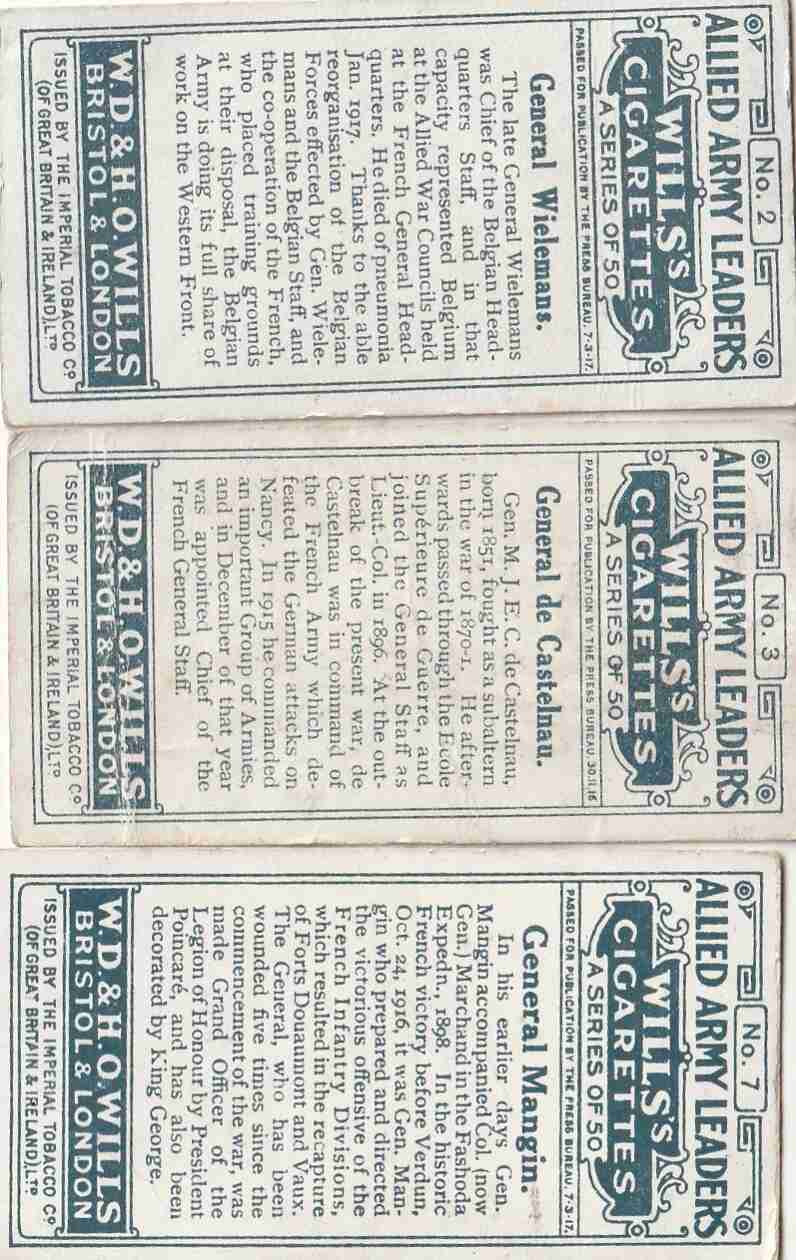 No. 2
ALLIED ARMY LEADERS
WILLS's
CIGARETTES
A SERIES OF 50
PASSED FOR PUBLICATION BY THE PRESS BUREAU. 7-3-17.
General Wielemans.
The late General Wielemans
was Chief of the Belgian Head-
quarters Staff, and in that
capacity represented Belgium
at the Allied War Councils held
at the French General Head-
quarters. He died of pneumonia
Jan. 1917. Thanks to the able
reorganisation of the Belgian
Forces effected by Gen. Wiele-
mans and the Belgian Staff, and
the co-operation of the French,
who placed training grounds
at their disposal, the Belgian
Army is doing its full share of
work on the Western Front.
W.D.& H.O.WILLS
BRISTOL & LONDON
ISSUED BY THE IMPERIAL TOBACCO Cº
(OF GREAT BRITAIN & IRELAND), Lᵀᴰ
No. 3
ALLIED ARMY LEADERS
WILLS's
CIGARETTES
A SERIES OF 50
PASSED FOR PUBLICATION BY THE PRESS BUREAU 30.11.16
General de Castelnau.
Gen. M. J. E. C. de Castelnau,
born 1851, fought as a subaltern
in the war of 1870-1. He after-
wards passed through the École
Supérieure de Guerre, and
joined the General Staff as
Lieut.-Col. in 1896. At the out-
break of the present war, de
Castelnau was in command of
the French Army which de-
feated the German attacks on
Nancy. In 1915 he commanded
an important Group of Armies,
and in December of that year
was appointed Chief of the
French General Staff.
W.D.& H.O.WILLS
BRISTOL & LONDON
ISSUED BY THE IMPERIAL TOBACCO Cº
(OF GREAT BRITAIN & IRELAND), Lᵀᴰ
No. 7
ALLIED ARMY LEADERS
WILLS's
CIGARETTES
A SERIES OF 50
PASSED FOR PUBLICATION BY THE PRESS BUREAU. 7-3-17.
General Mangin.
In his earlier days Gen.
Mangin accompanied Col. (now
Gen.) Marchand in the Fashoda
Expedn., 1898. In the historic
French victory before Verdun,
Oct. 24, 1916, it was Gen. Man-
gin who prepared and directed
the victorious offensive of the
French Infantry Divisions,
which resulted in the recapture
of Forts Douaumont and Vaux.
The General, who has been
wounded five times since the
commencement of the war, was
made Grand Officer of the
Legion of Honour by President
Poincaré, and has also been
decorated by King George.
W.D.& H.O.WILLS
BRISTOL & LONDON
ISSUED BY THE IMPERIAL TOBACCO Cº
(OF GREAT BRITAIN & IRELAND), Lᵀᴰ